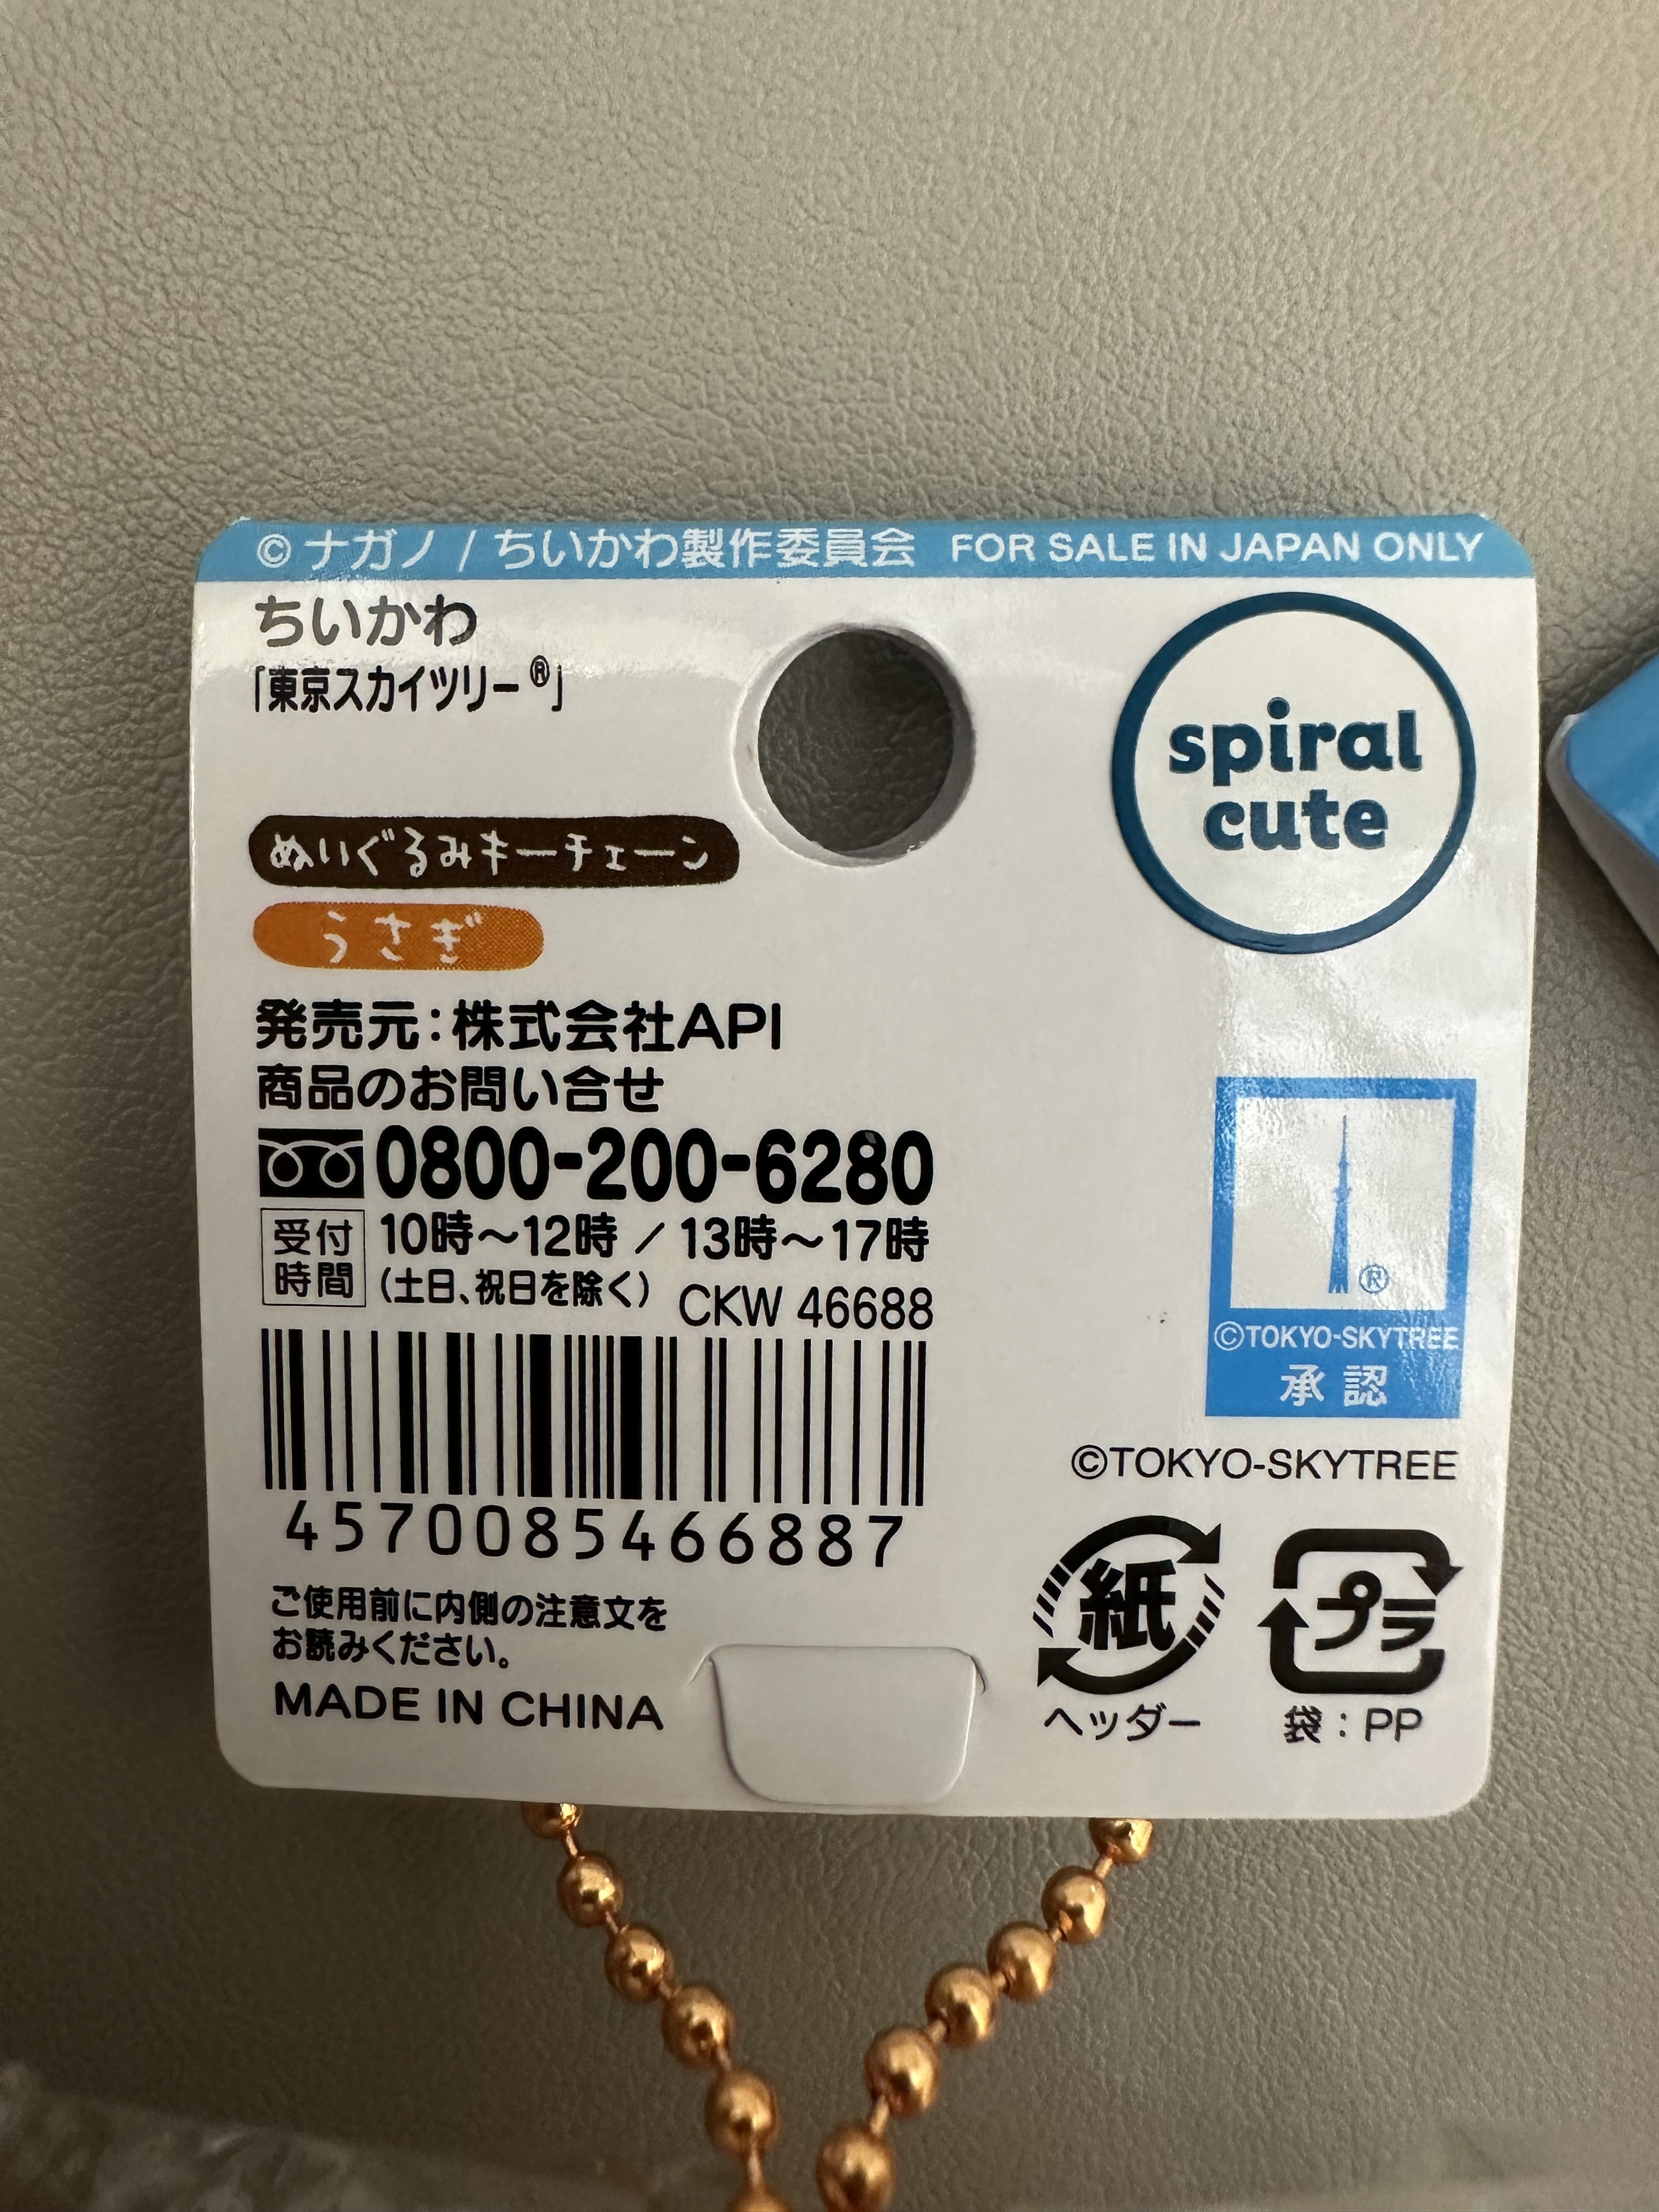 © ナガノ / ちいかわ製作委員会 FOR SALE IN JAPAN ONLY
ちいかわ
「東京スカイツリー®」
spiral
cute
ぬいぐるみキーチェーン
うさぎ
発売元:株式会社API
商品のお問い合せ
0800-200-6280
受付時間 10時〜12時 / 13時〜17時
(土日、祝日を除く) CKW 46688
4570085466887
ご使用前に内側の注意文を
お読みください。
MADE IN CHINA
®
©TOKYO-SKYTREE
承認
©TOKYO-SKYTREE
紙
ヘッダー
プラ
袋:PP